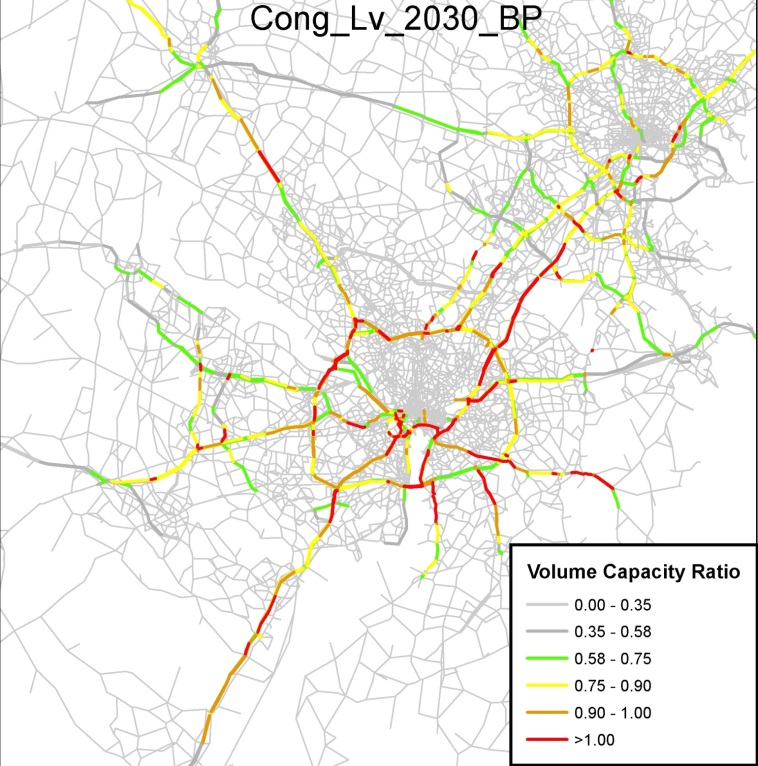 Cong_Lv_2030_BP
Volume Capacity Ratio
0.00 - 0.35
0.35 - 0.58
0.58 - 0.75
0.75 - 0.90
0.90 - 1.00
>1.00